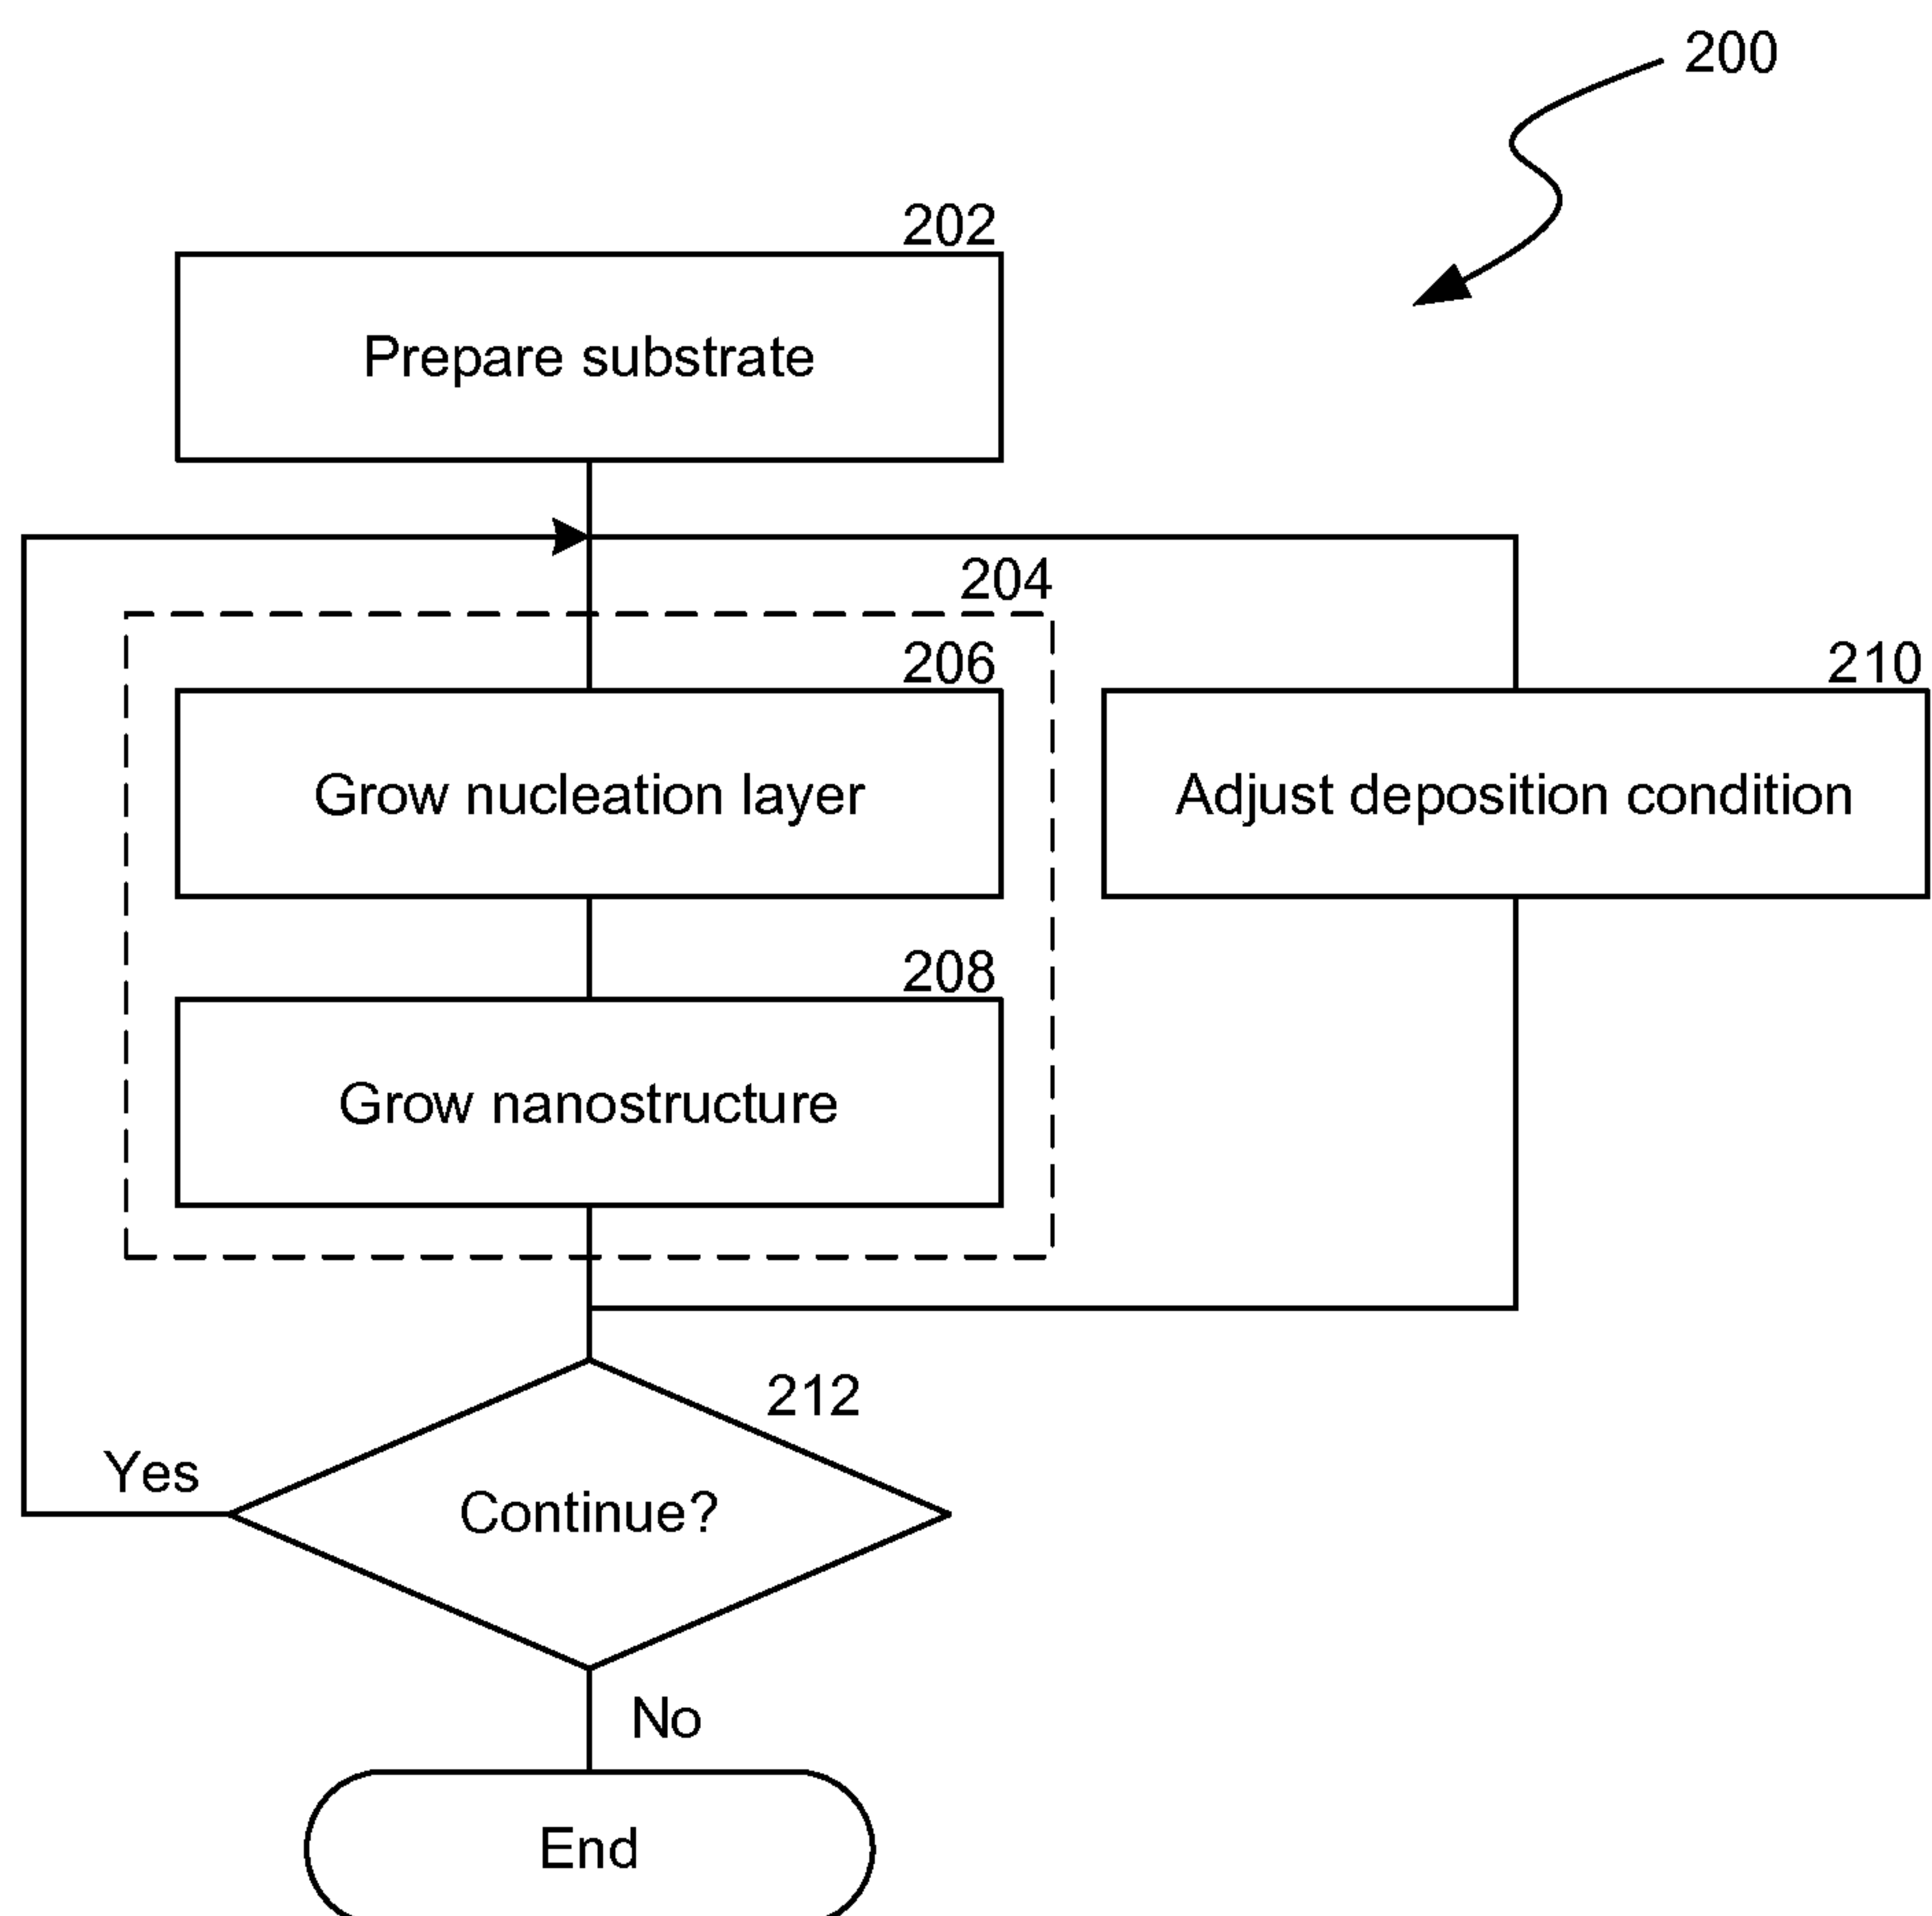 200
202
Prepare substrate
204
206
210
Grow nucleation layer
Adjust deposition condition
208
Grow nanostructure
212
Yes
Continue?
No
End